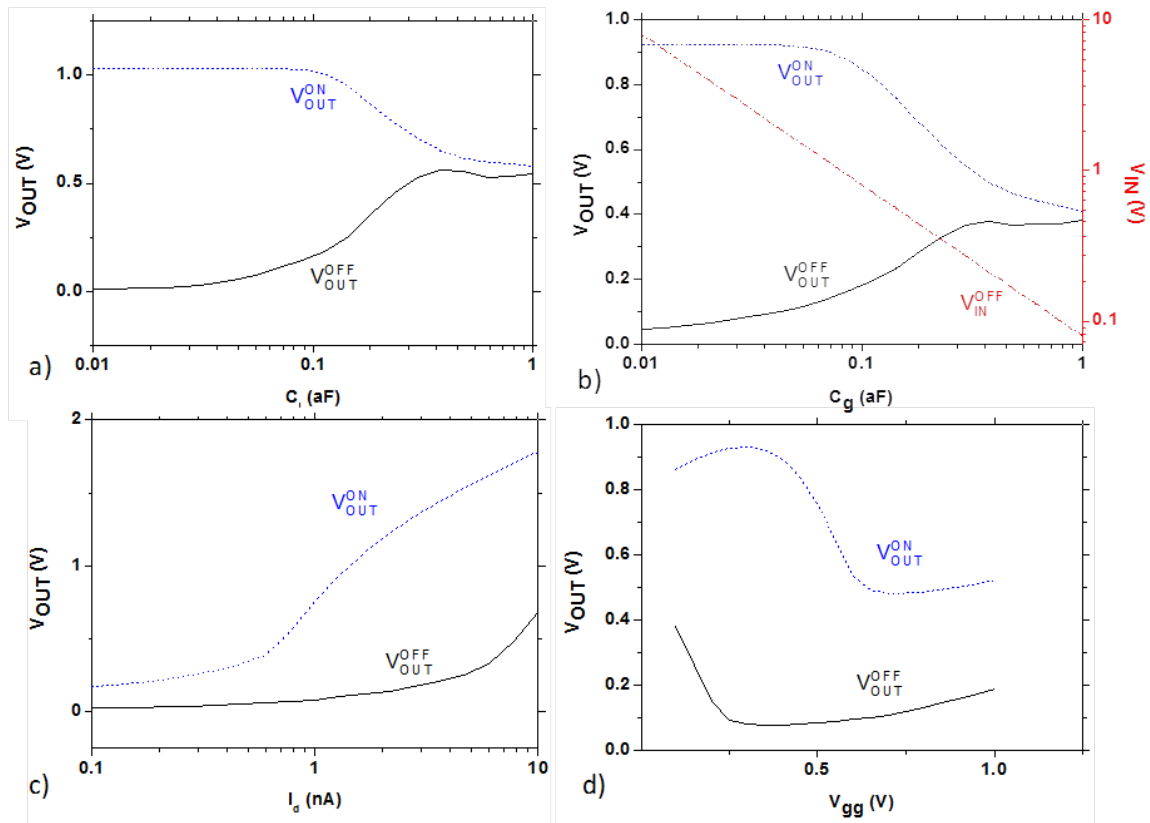 1.0
0.5
0.0
V_OUT (V)
V_OUT^ON
V_OUT^OFF
0.01 0.1 1
C_i (aF)
a)
1.0
0.8
0.6
0.4
0.2
0.0
V_OUT (V)
V_OUT^ON
V_OUT^OFF
V_IN^OFF
10
1
0.1
V_IN (V)
0.01 0.1 1
C_g (aF)
b)
2
1
0
V_OUT (V)
V_OUT^ON
V_OUT^OFF
0.1 1 10
I_d (nA)
c)
1.0
0.8
0.6
0.4
0.2
0.0
V_OUT (V)
V_OUT^ON
V_OUT^OFF
0.5 1.0
V_gg (V)
d)